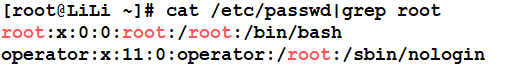 [root@LiLi ~]# cat /etc/passwd|grep root
root:x:0:0:root:/root:/bin/bash
operator:x:11:0:operator:/root:/sbin/nologin